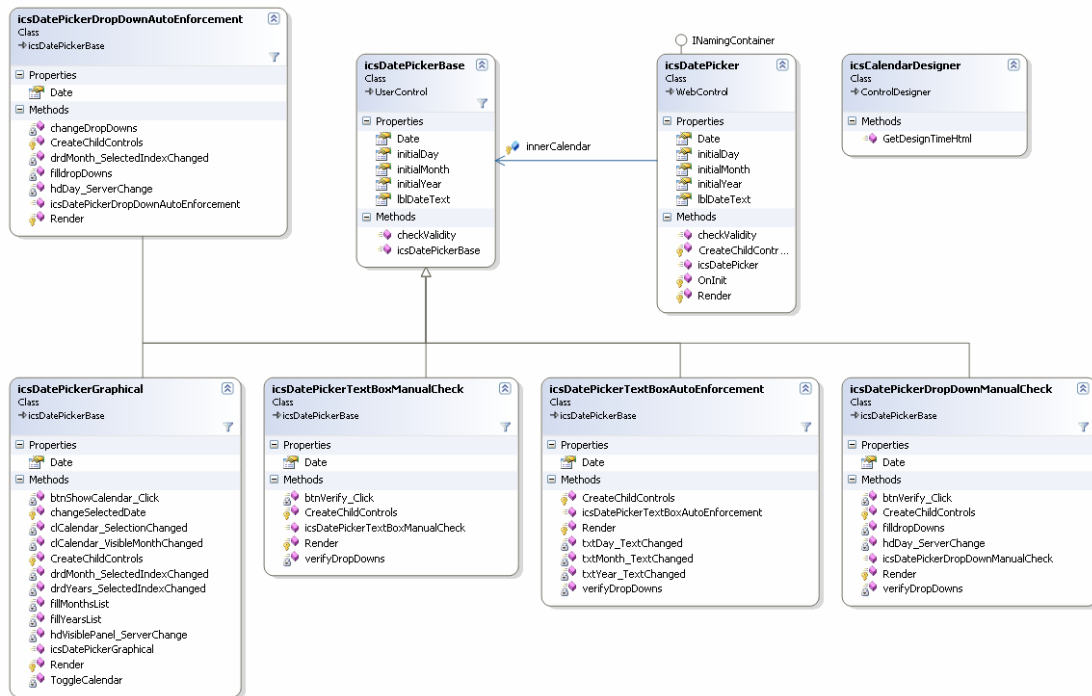 icsDatePickerDropDownAutoEnforcement
Class
icsDatePickerBase
Properties
Date
Methods
changeDropDowns
CreateChildControls
drdMonth_SelectedIndexChanged
filldropDowns
hdDay_ServerChange
icsDatePickerDropDownAutoEnforcement
Render
icsDatePickerBase
Class
UserControl
Properties
Date
initialDay
initialMonth
initialYear
lblDateText
Methods
checkValidity
icsDatePickerBase
innerCalendar
INamingContainer
icsDatePicker
Class
WebControl
Properties
Date
initialDay
initialMonth
initialYear
lblDateText
Methods
checkValidity
CreateChildContr ...
icsDatePicker
OnInit
Render
icsCalendarDesigner
Class
ControlDesigner
Methods
GetDesignTimeHtml
icsDatePickerGraphical
Class
icsDatePickerBase
Properties
Date
Methods
btnShowCalendar_Click
changeSelectedDate
clCalendar_SelectionChanged
clCalendar_VisibleMonthChanged
CreateChildControls
drdMonth_SelectedIndexChanged
drdYears_SelectedIndexChanged
fillMonthsList
fillYearsList
hdVisiblePanel_ServerChange
icsDatePickerGraphical
Render
ToggleCalendar
icsDatePickerTextBoxManualCheck
Class
icsDatePickerBase
Properties
Date
Methods
btnVerify_Click
CreateChildControls
icsDatePickerTextBoxManualCheck
Render
verifyDropDowns
icsDatePickerTextBoxAutoEnforcement
Class
icsDatePickerBase
Properties
Date
Methods
CreateChildControls
icsDatePickerTextBoxAutoEnforcement
Render
txtDay_TextChanged
txtMonth_TextChanged
txtYear_TextChanged
verifyDropDowns
icsDatePickerDropDownManualCheck
Class
icsDatePickerBase
Properties
Date
Methods
btnVerify_Click
CreateChildControls
filldropDowns
hdDay_ServerChange
icsDatePickerDropDownManualCheck
Render
verifyDropDowns